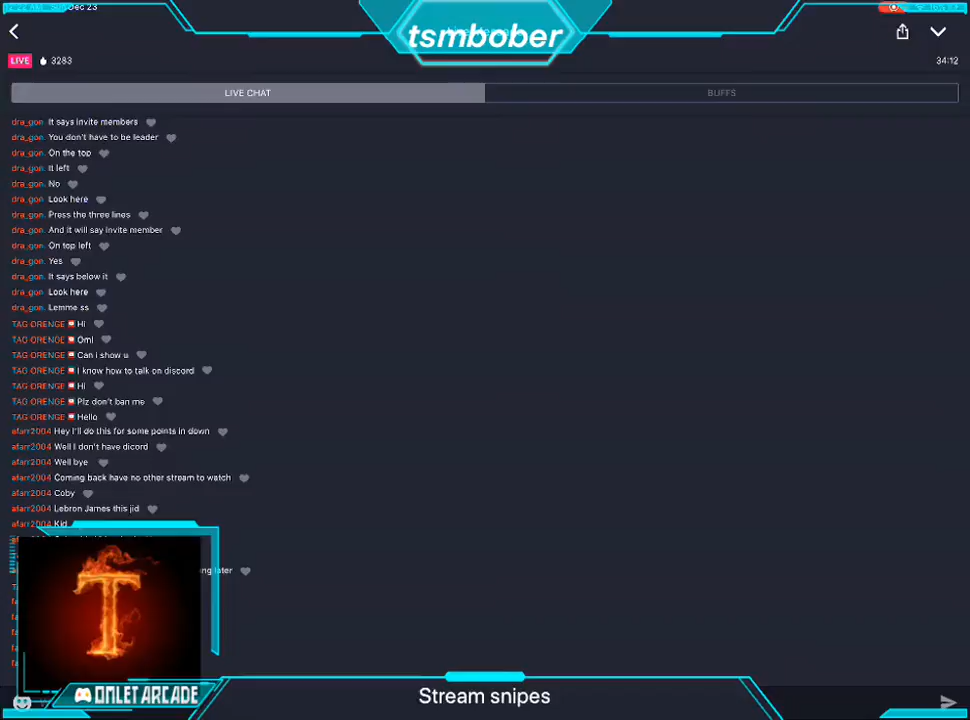 Dec 23
tsmbober
LIVE 3283
34:12
LIVE CHAT
BUFFS
dra_gon. It says invite members
dra_gon. You don't have to be leader
dra_gon. On the top
dra_gon. It left
dra_gon. No
dra_gon. Look here
dra_gon. Press the three lines
dra_gon. And it will say invite member
dra_gon. On top left
dra_gon. Yes
dra_gon. It says below it
dra_gon. Look here
dra_gon. Lemme ss
TAG ORENGE Hi
TAG ORENGE Oml
TAG ORENGE Can i show u
TAG ORENGE I know how to talk on discord
TAG ORENGE Hi
TAG ORENGE Plz don't ban me
TAG ORENGE Hello
afarr2004 Hey I'll do this for some points in down
afarr2004 Well I don't have dicord
afarr2004 Well bye
afarr2004 Coming back have no other stream to watch
afarr2004 Coby
afarr2004 Lebron James this jid
afarr2004 Kid
later
T
OMLET ARCADE
Stream snipes